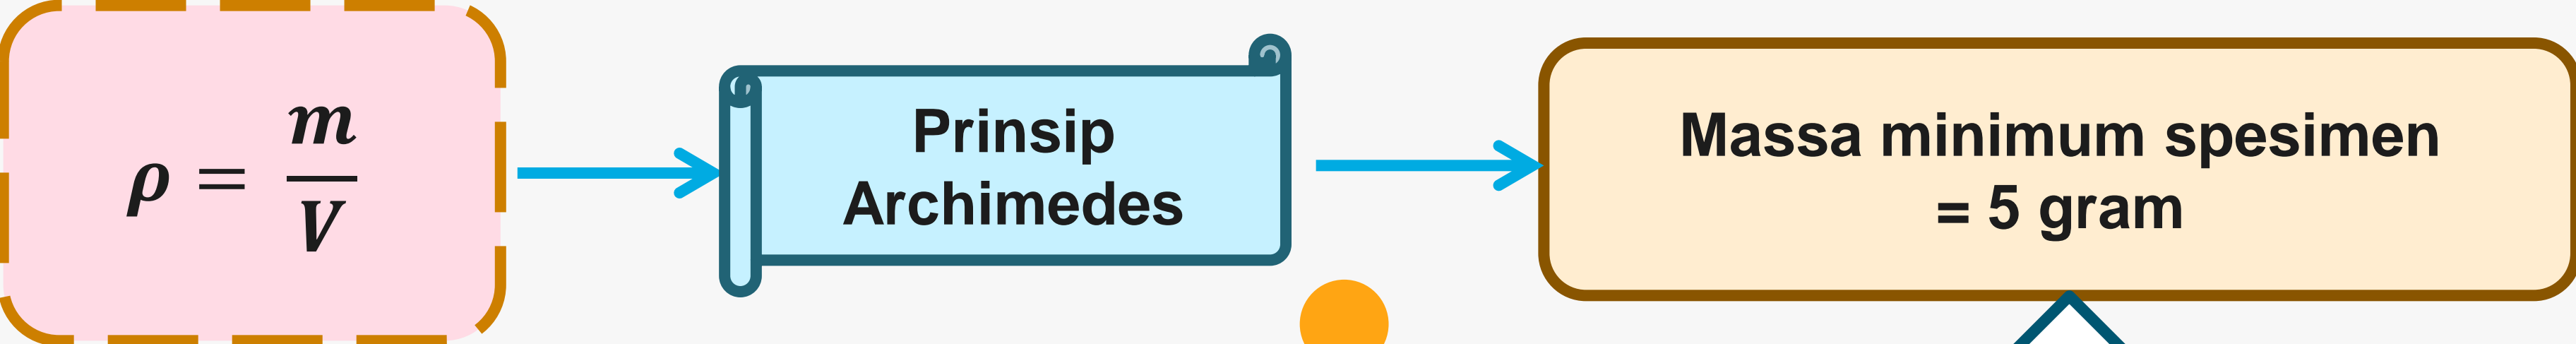 ρ = m/V
Prinsip
Archimedes
Massa minimum spesimen
= 5 gram